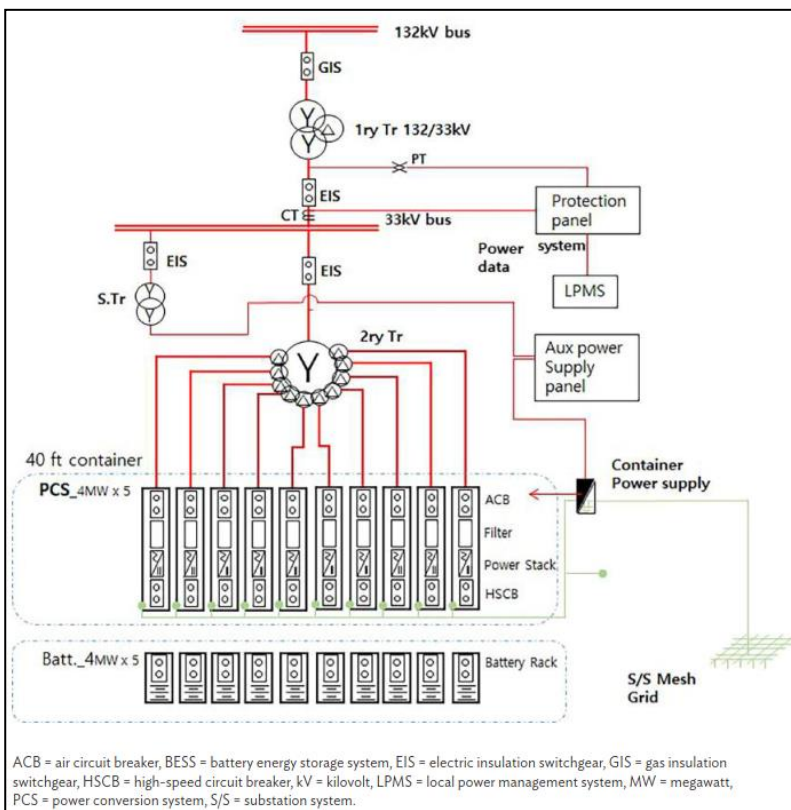 132kV bus
GIS
1ry Tr 132/33kV
PT
EIS
CT
33kV bus
Protection
panel
system
Power
data
LPMS
EIS
EIS
S.Tr
2ry Tr
Aux power
Supply
panel
40 ft container
PCS_4MW x 5
Container
Power supply
ACB
Filter
Power Stack
HSCB
Batt._4MW x 5
Battery Rack
S/S Mesh
Grid
ACB = air circuit breaker, BESS = battery energy storage system, EIS = electric insulation switchgear, GIS = gas insulation
switchgear, HSCB = high-speed circuit breaker, kV = kilovolt, LPMS = local power management system, MW = megawatt,
PCS = power conversion system, S/S = substation system.